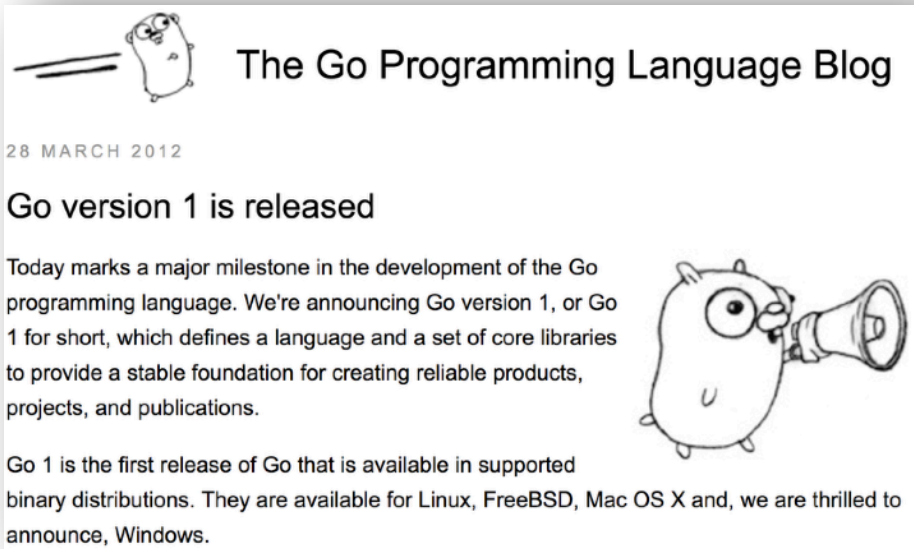 The Go Programming Language Blog
28 MARCH 2012
Go version 1 is released
Today marks a major milestone in the development of the Go
programming language. We're announcing Go version 1, or Go
1 for short, which defines a language and a set of core libraries
to provide a stable foundation for creating reliable products,
projects, and publications.
Go 1 is the first release of Go that is available in supported
binary distributions. They are available for Linux, FreeBSD, Mac OS X and, we are thrilled to
announce, Windows.